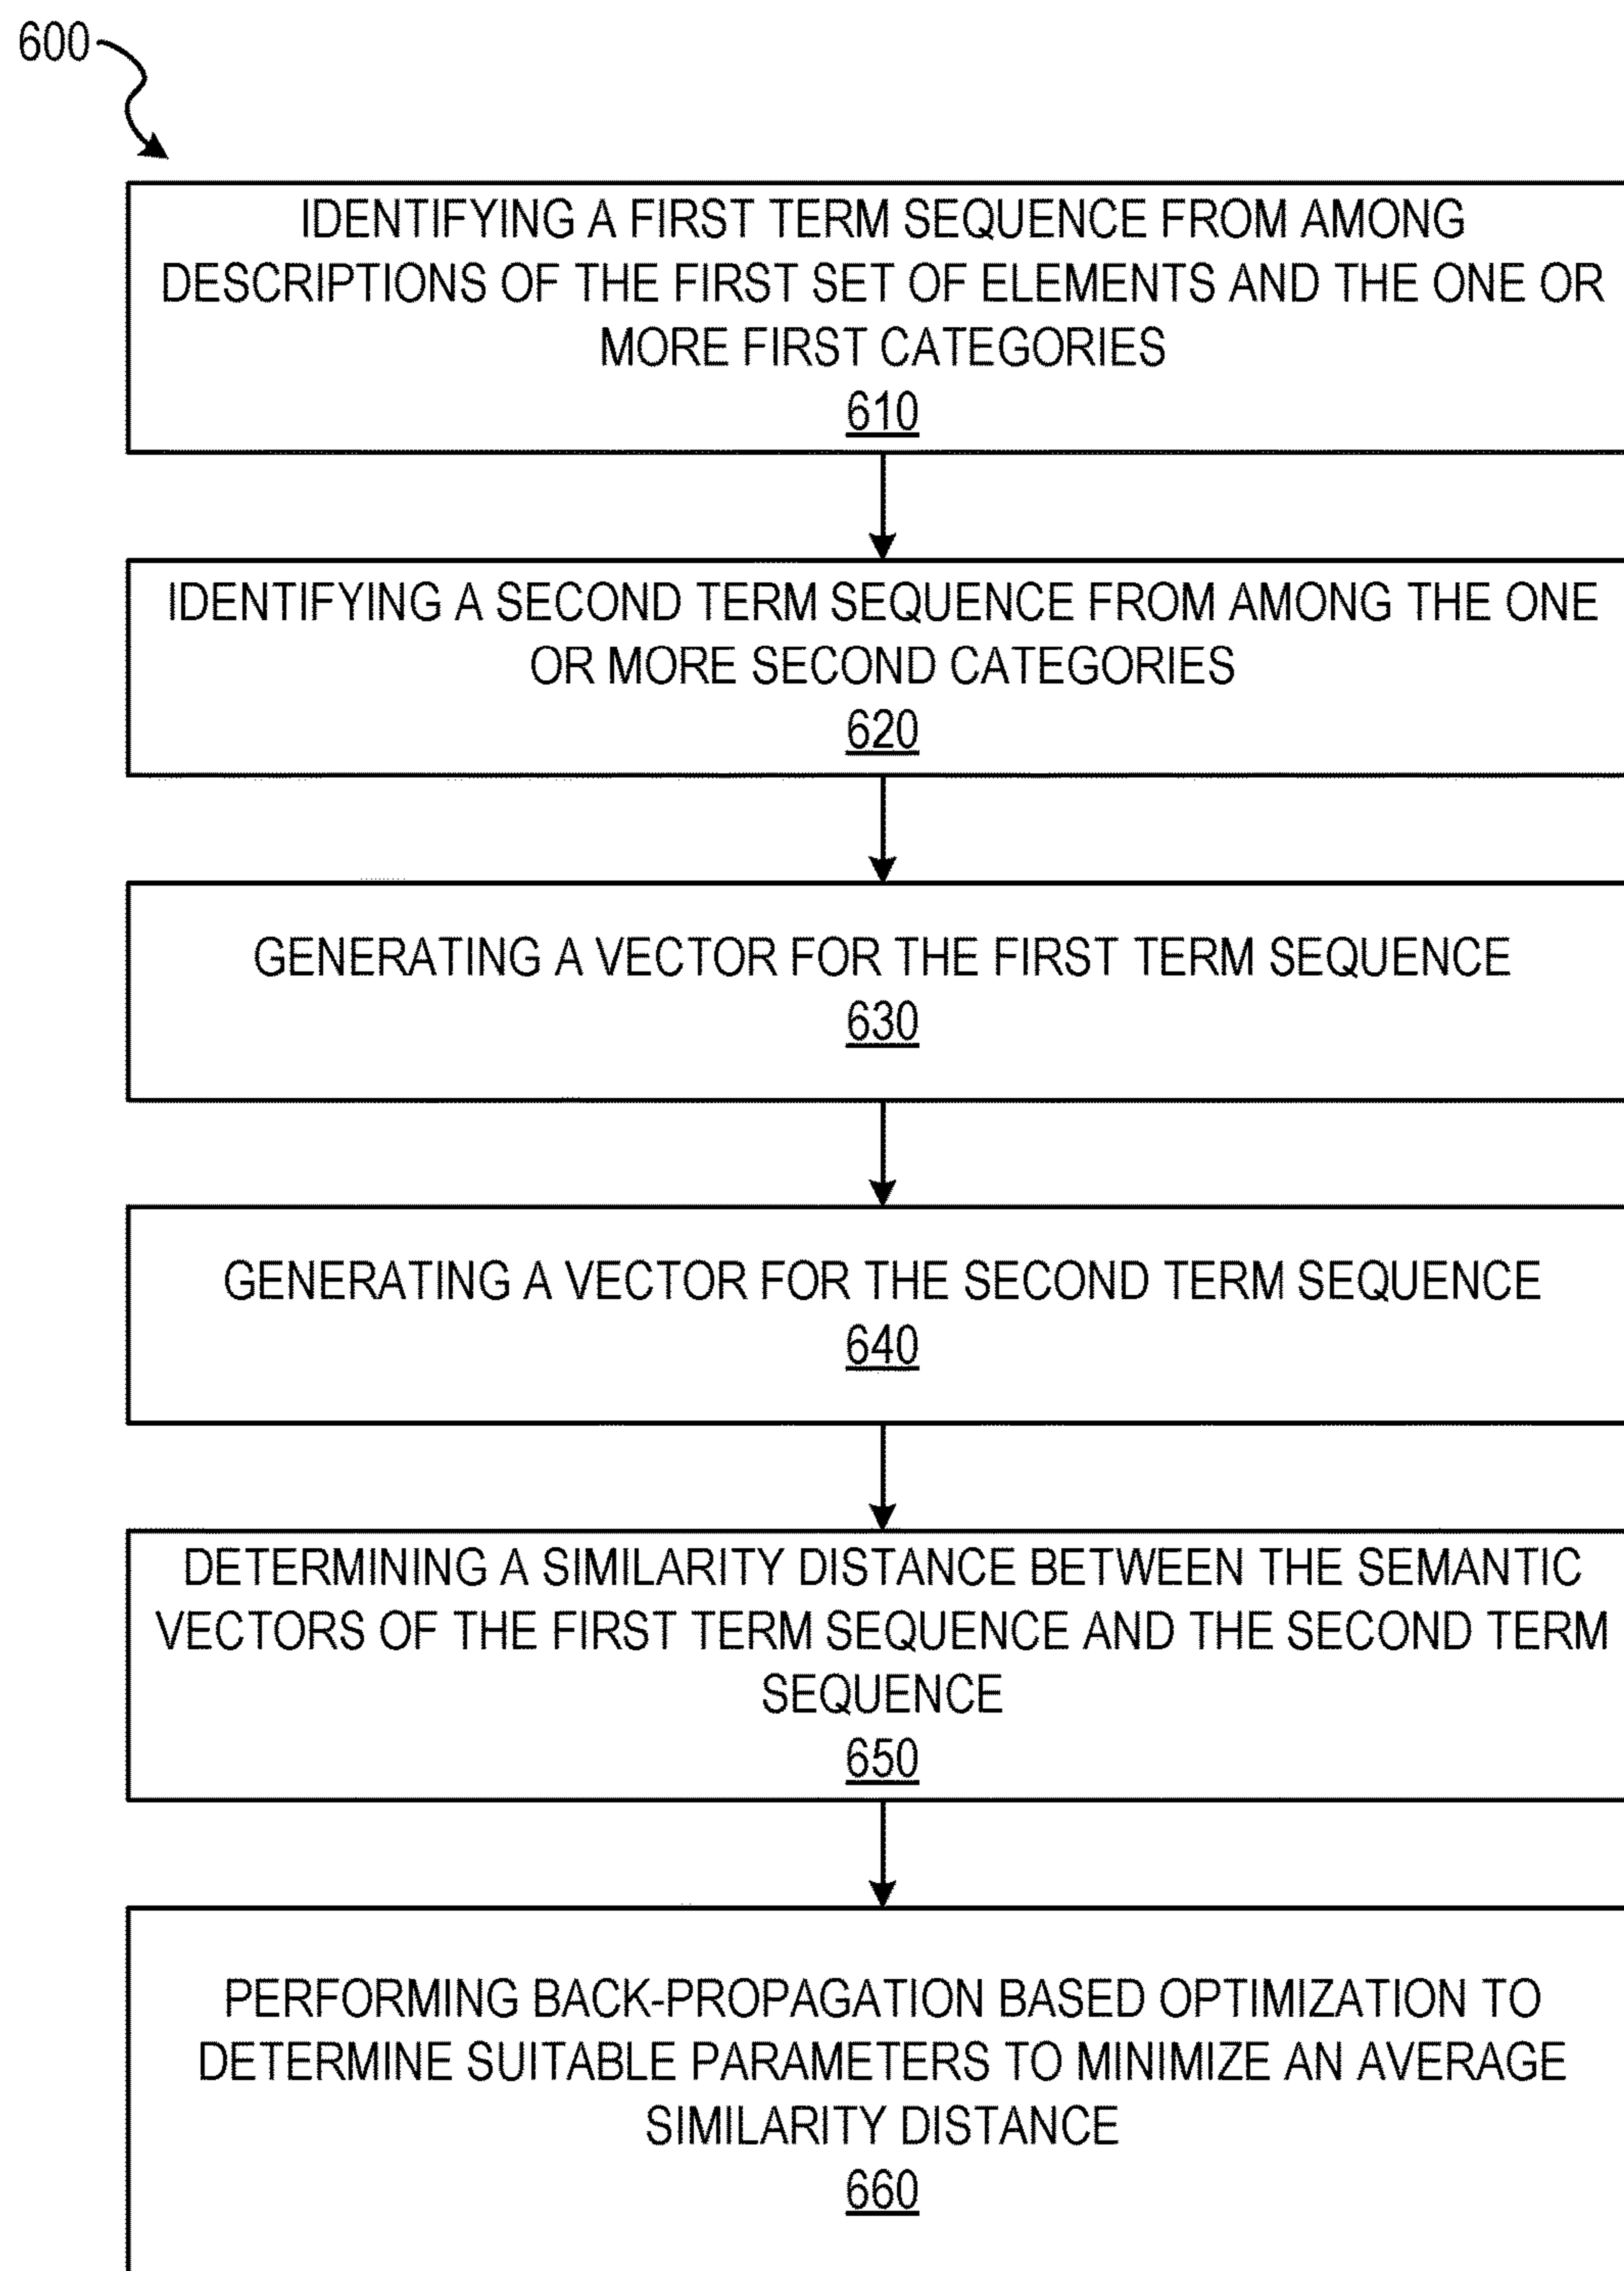 600
IDENTIFYING A FIRST TERM SEQUENCE FROM AMONG
DESCRIPTIONS OF THE FIRST SET OF ELEMENTS AND THE ONE OR
MORE FIRST CATEGORIES
610
IDENTIFYING A SECOND TERM SEQUENCE FROM AMONG THE ONE
OR MORE SECOND CATEGORIES
620
GENERATING A VECTOR FOR THE FIRST TERM SEQUENCE
630
GENERATING A VECTOR FOR THE SECOND TERM SEQUENCE
640
DETERMINING A SIMILARITY DISTANCE BETWEEN THE SEMANTIC
VECTORS OF THE FIRST TERM SEQUENCE AND THE SECOND TERM
SEQUENCE
650
PERFORMING BACK-PROPAGATION BASED OPTIMIZATION TO
DETERMINE SUITABLE PARAMETERS TO MINIMIZE AN AVERAGE
SIMILARITY DISTANCE
660